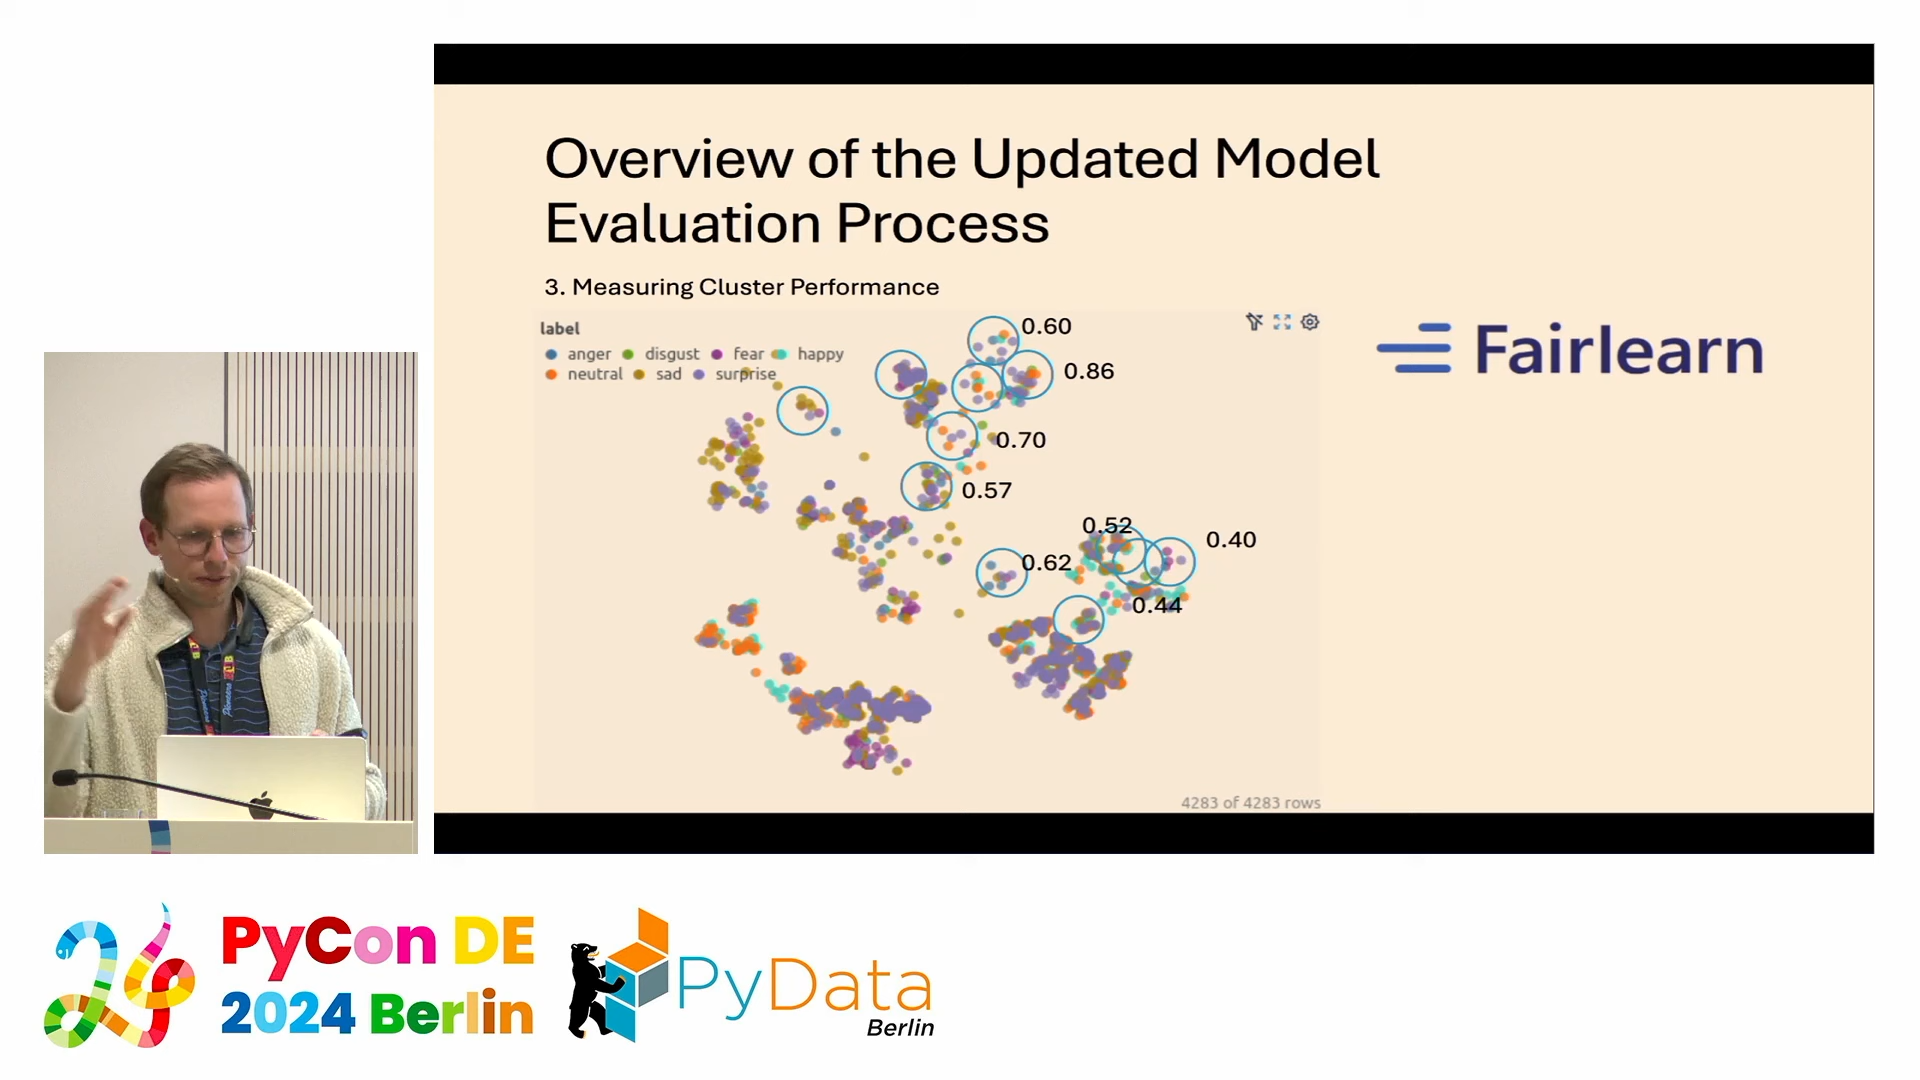 Overview of the Updated Model
Evaluation Process
3. Measuring Cluster Performance
label
anger disgust fear happy
neutral sad surprise
0.60
0.86
0.70
0.57
0.52
0.40
0.62
0.44
4283 of 4283 rows
Fairlearn
PyCon DE
2024 Berlin
PyData
Berlin